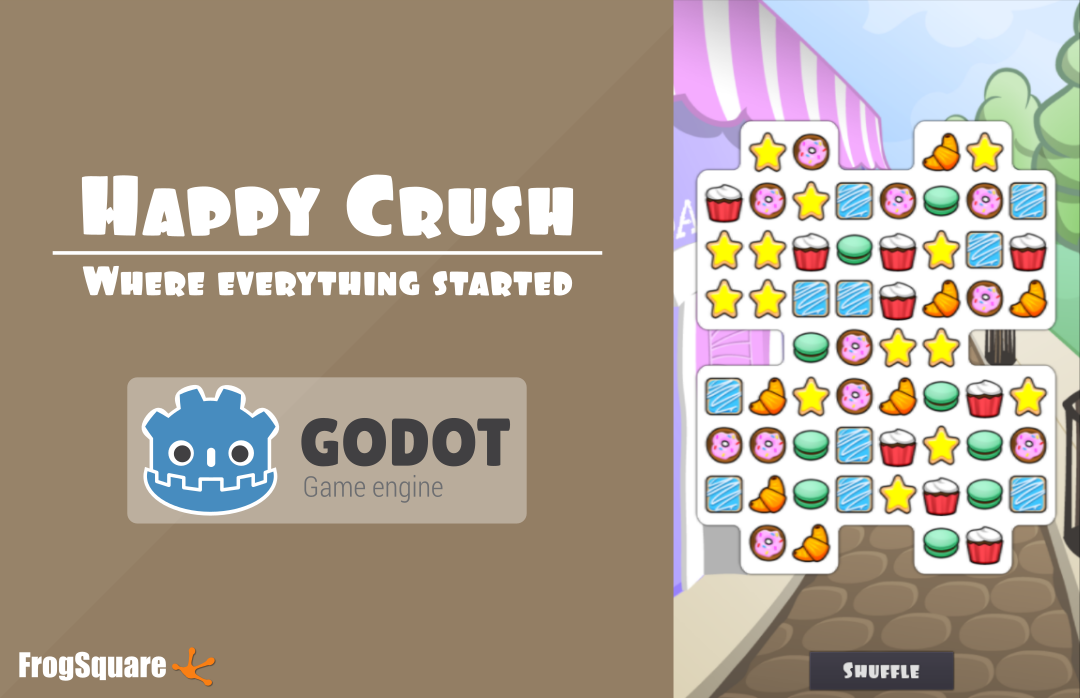 HAPPY CRUSH
WHERE EVERYTHING STARTED
GODOT
Game engine
FrogSquare
SHUFFLE